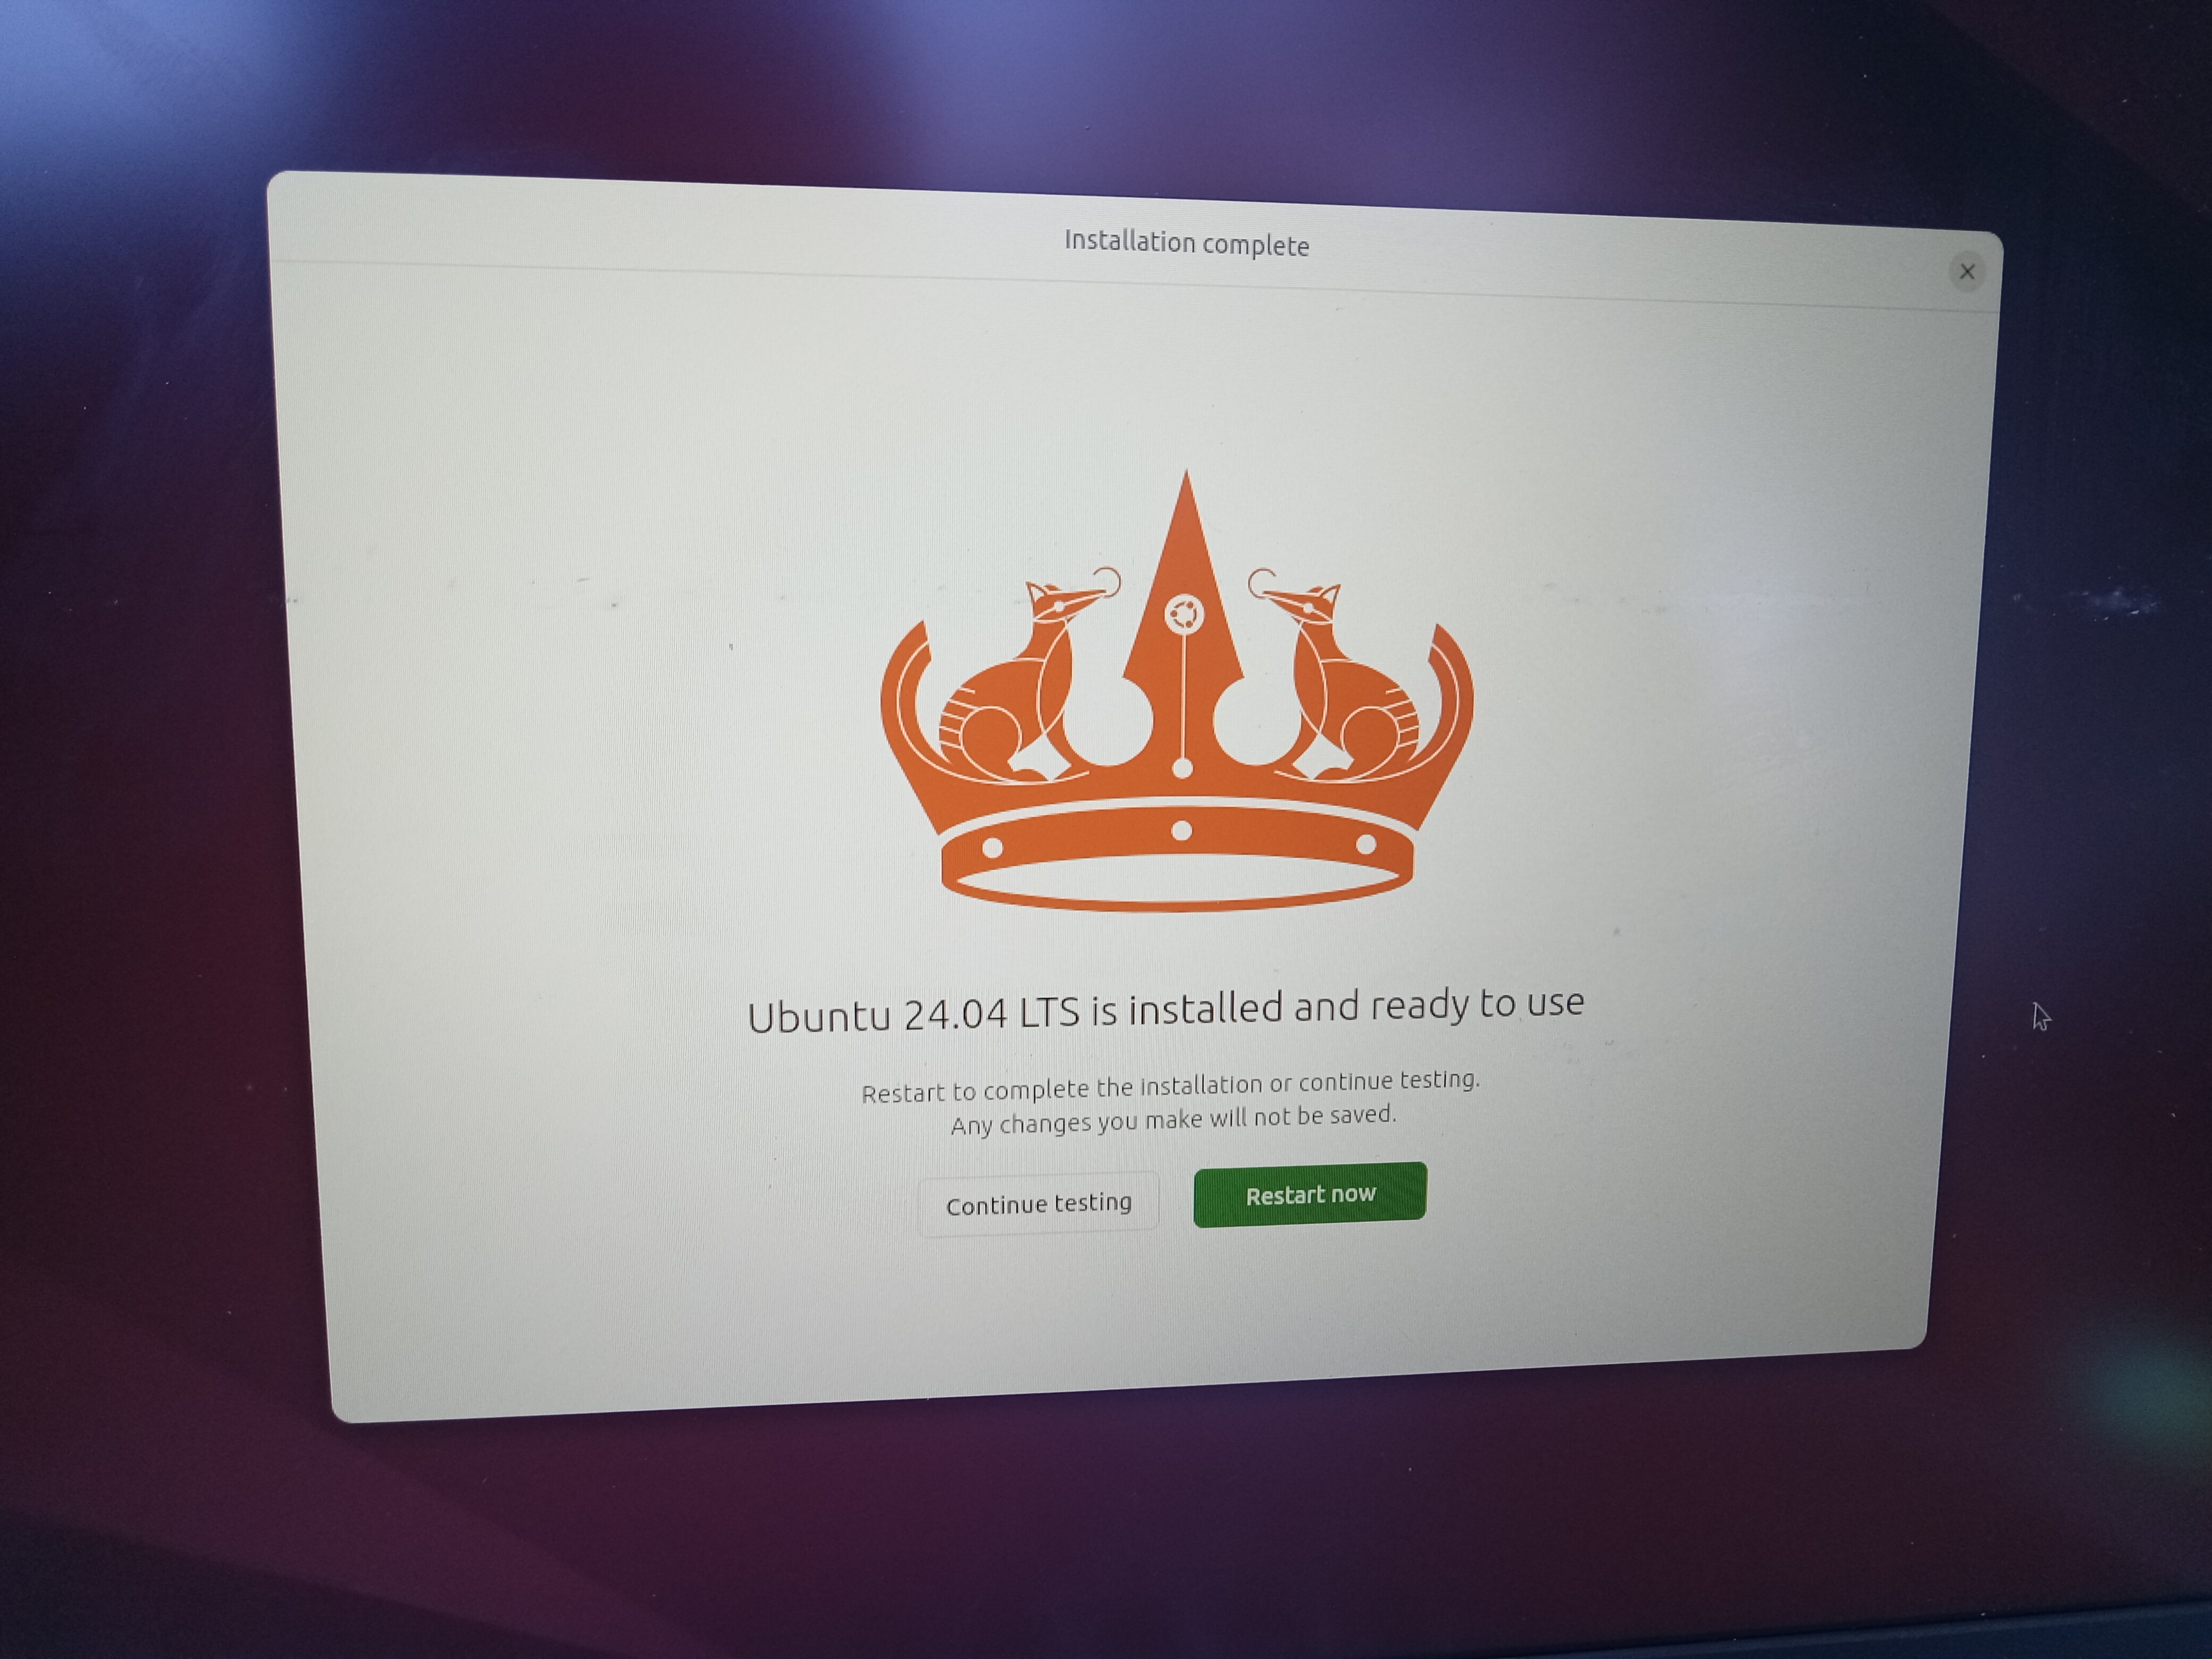 Installation complete
Ubuntu 24.04 LTS is installed and ready to use
Restart to complete the installation or continue testing.
Any changes you make will not be saved.
Continue testing
Restart now